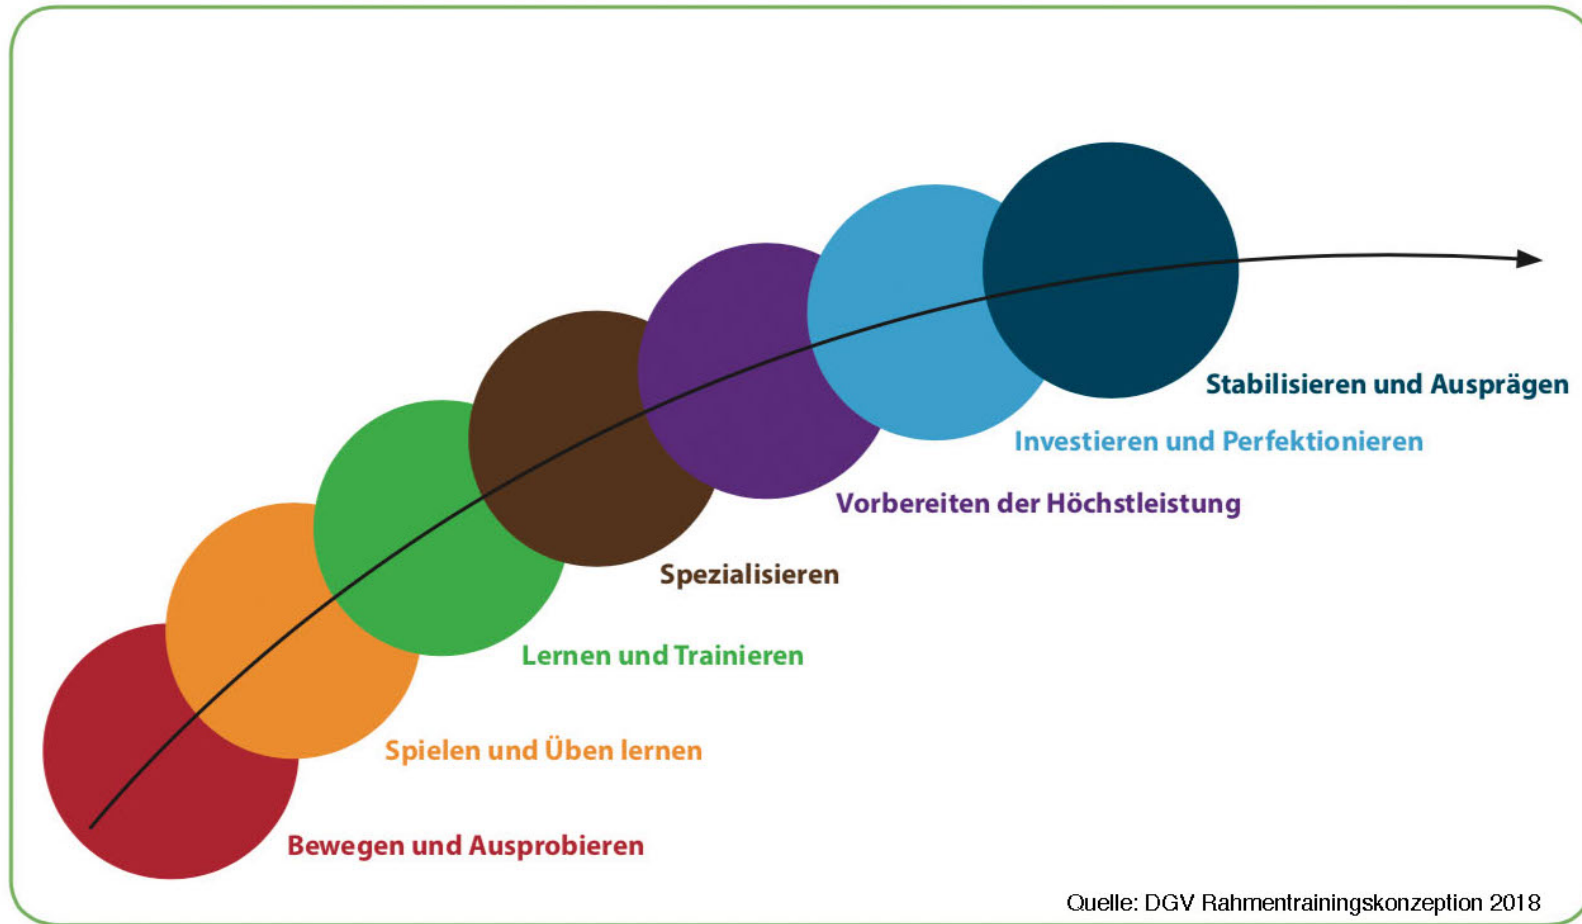 Stabilisieren und Ausprägen
Investieren und Perfektionieren
Vorbereiten der Höchstleistung
Spezialisieren
Lernen und Trainieren
Spielen und Üben lernen
Bewegen und Ausprobieren
Quelle: DGV Rahmentrainingskonzeption 2018